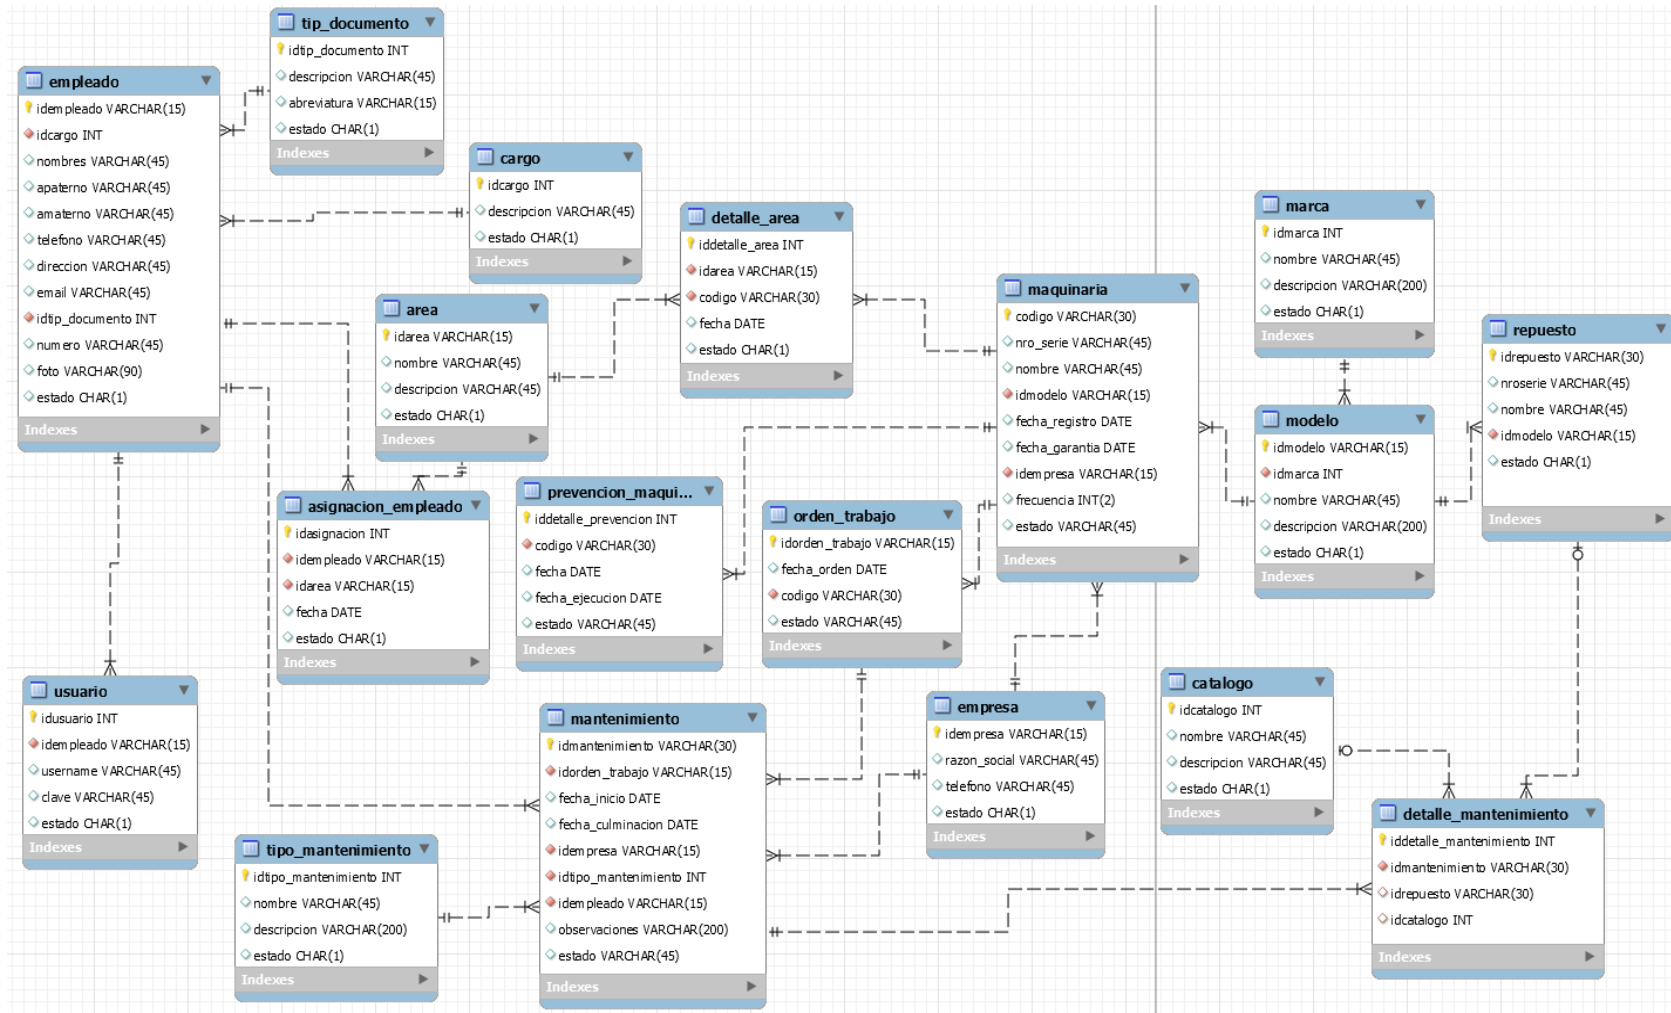 tip_documento
idtip_documento INT
descripcion VARCHAR(45)
abreviatura VARCHAR(15)
estado CHAR(1)
Indexes
empleado
idempleado VARCHAR(15)
idcargo INT
nombres VARCHAR(45)
apaterno VARCHAR(45)
amaterno VARCHAR(45)
telefono VARCHAR(45)
direccion VARCHAR(45)
email VARCHAR(45)
idtip_documento INT
numero VARCHAR(45)
foto VARCHAR(90)
estado CHAR(1)
Indexes
cargo
idcargo INT
descripcion VARCHAR(45)
estado CHAR(1)
Indexes
detalle_area
iddetalle_area INT
idarea VARCHAR(15)
codigo VARCHAR(30)
fecha DATE
estado CHAR(1)
Indexes
area
idarea VARCHAR(15)
nombre VARCHAR(45)
descripcion VARCHAR(45)
estado CHAR(1)
Indexes
maquinaria
codigo VARCHAR(30)
nro_serie VARCHAR(45)
nombre VARCHAR(45)
idmodelo VARCHAR(15)
fecha_registro DATE
fecha_garantia DATE
idempresa VARCHAR(15)
frecuencia INT(2)
estado VARCHAR(45)
Indexes
marca
idmarca INT
nombre VARCHAR(45)
descripcion VARCHAR(200)
estado CHAR(1)
Indexes
repuesto
idrepuesto VARCHAR(30)
nroserie VARCHAR(45)
nombre VARCHAR(45)
idmodelo VARCHAR(15)
estado CHAR(1)
Indexes
modelo
idmodelo VARCHAR(15)
idmarca INT
nombre VARCHAR(45)
descripcion VARCHAR(200)
estado CHAR(1)
Indexes
asignacion_empleado
idasignacion INT
idempleado VARCHAR(15)
idarea VARCHAR(15)
fecha DATE
estado CHAR(1)
Indexes
prevencion_maqui...
iddetalle_prevencion INT
codigo VARCHAR(30)
fecha DATE
fecha_ejecucion DATE
estado VARCHAR(45)
Indexes
orden_trabajo
idorden_trabajo VARCHAR(15)
fecha_orden DATE
codigo VARCHAR(30)
estado VARCHAR(45)
Indexes
usuario
idusuario INT
idempleado VARCHAR(15)
username VARCHAR(45)
clave VARCHAR(45)
estado CHAR(1)
Indexes
mantenimiento
idmantenimiento VARCHAR(30)
idorden_trabajo VARCHAR(15)
fecha_inicio DATE
fecha_culminacion DATE
idempresa VARCHAR(15)
idtipo_mantenimiento INT
idempleado VARCHAR(15)
observaciones VARCHAR(200)
estado VARCHAR(45)
Indexes
empresa
idempresa VARCHAR(15)
razon_social VARCHAR(45)
telefono VARCHAR(45)
estado CHAR(1)
Indexes
catalogo
idcatalogo INT
nombre VARCHAR(45)
descripcion VARCHAR(45)
estado CHAR(1)
Indexes
tipo_mantenimiento
idtipo_mantenimiento INT
nombre VARCHAR(45)
descripcion VARCHAR(200)
estado CHAR(1)
Indexes
detalle_mantenimiento
iddetalle_mantenimiento INT
idmantenimiento VARCHAR(30)
idrepuesto VARCHAR(30)
idcatalogo INT
Indexes